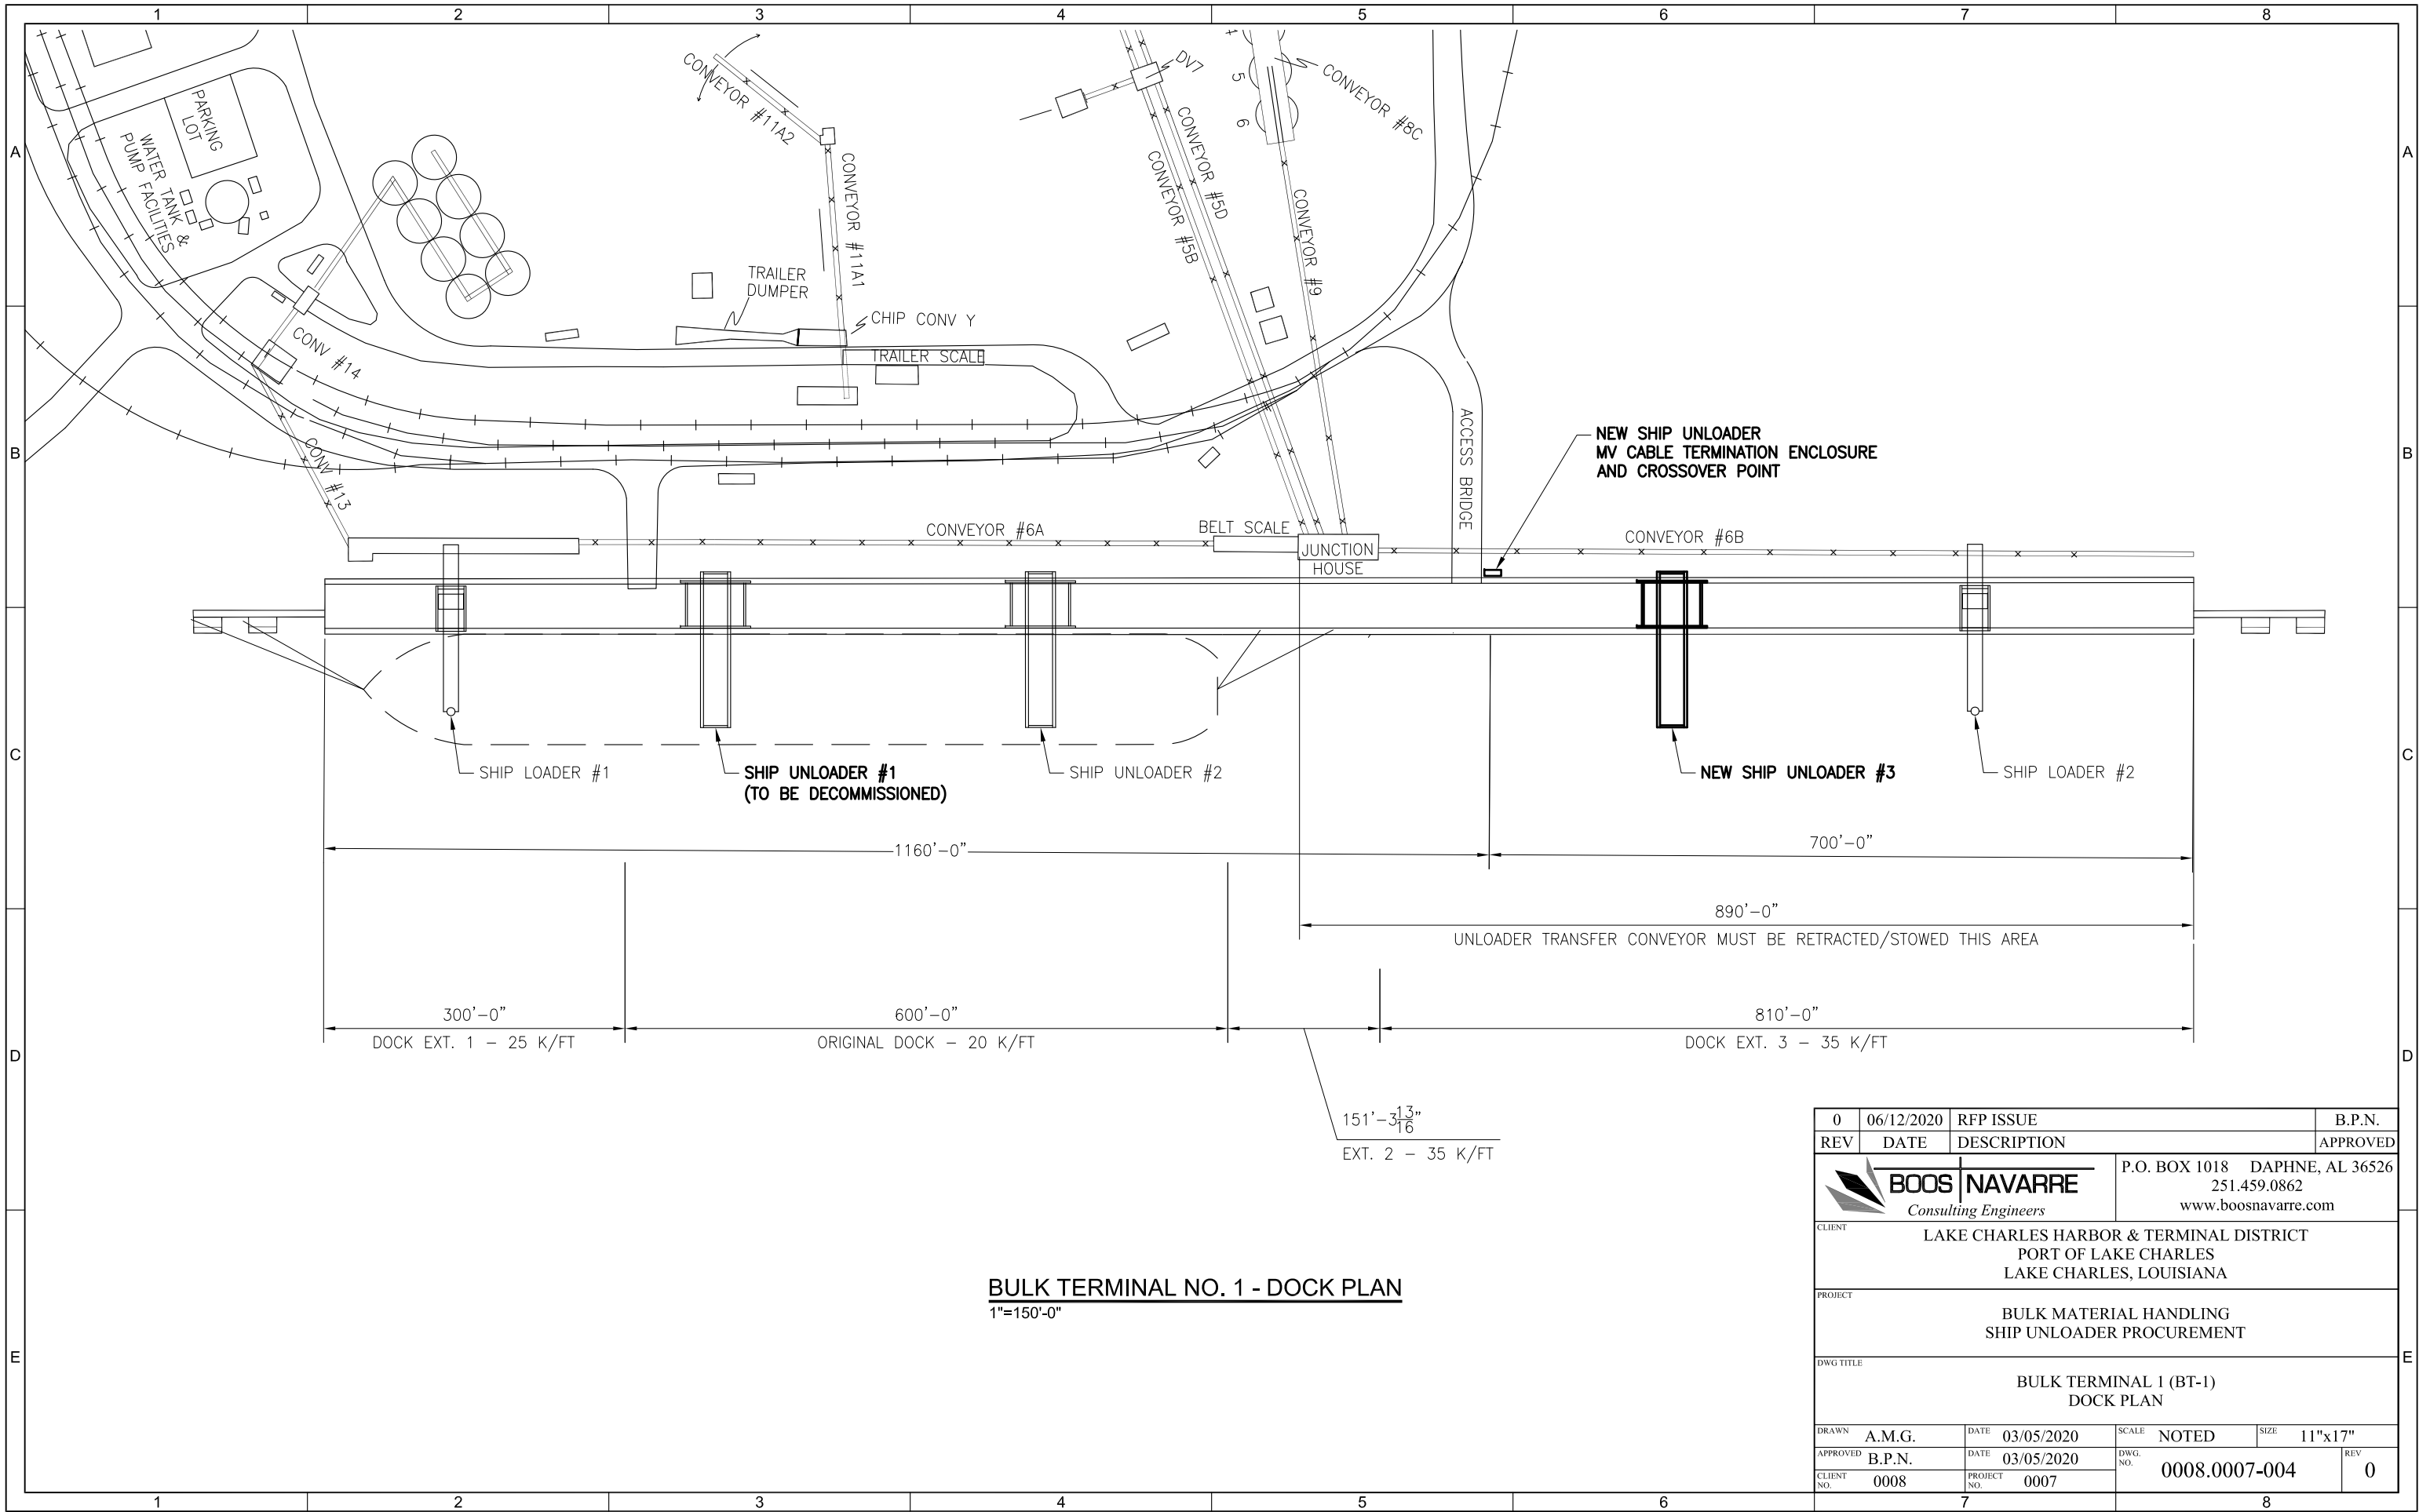 1 2 3 4 5 6 7 8
A
B
C
D
E
A
B
C
D
E
PARKING
LOT
WATER TANK &
PUMP FACILITIES
CONVEYOR #11A2
CONVEYOR #11A1
DV7
CONVEYOR #5D
CONVEYOR #5B
5
6
CONVEYOR #8C
CONVEYOR #9
TRAILER
DUMPER
CHIP CONV Y
TRAILER SCALE
CONV #14
CONV #13
ACCESS BRIDGE
NEW SHIP UNLOADER
MV CABLE TERMINATION ENCLOSURE
AND CROSSOVER POINT
CONVEYOR #6A
BELT SCALE
JUNCTION
HOUSE
CONVEYOR #6B
SHIP LOADER #1
SHIP UNLOADER #1
(TO BE DECOMMISSIONED)
SHIP UNLOADER #2
NEW SHIP UNLOADER #3
SHIP LOADER #2
1160'-0"
700'-0"
890'-0"
UNLOADER TRANSFER CONVEYOR MUST BE RETRACTED/STOWED THIS AREA
300'-0"
DOCK EXT. 1 - 25 K/FT
600'-0"
ORIGINAL DOCK - 20 K/FT
810'-0"
DOCK EXT. 3 - 35 K/FT
151'-3 13/16"
EXT. 2 - 35 K/FT
BULK TERMINAL NO. 1 - DOCK PLAN
1"=150'-0"
0 06/12/2020 RFP ISSUE B.P.N.
REV DATE DESCRIPTION APPROVED
BOOS NAVARRE
Consulting Engineers
P.O. BOX 1018 DAPHNE, AL 36526
251.459.0862
www.boosnavarre.com
CLIENT
LAKE CHARLES HARBOR & TERMINAL DISTRICT
PORT OF LAKE CHARLES
LAKE CHARLES, LOUISIANA
PROJECT
BULK MATERIAL HANDLING
SHIP UNLOADER PROCUREMENT
DWG TITLE
BULK TERMINAL 1 (BT-1)
DOCK PLAN
DRAWN A.M.G. DATE 03/05/2020 SCALE NOTED SIZE 11"x17"
APPROVED B.P.N. DATE 03/05/2020 DWG. NO. 0008.0007-004 REV 0
CLIENT NO. 0008 PROJECT NO. 0007
1 2 3 4 5 6 7 8